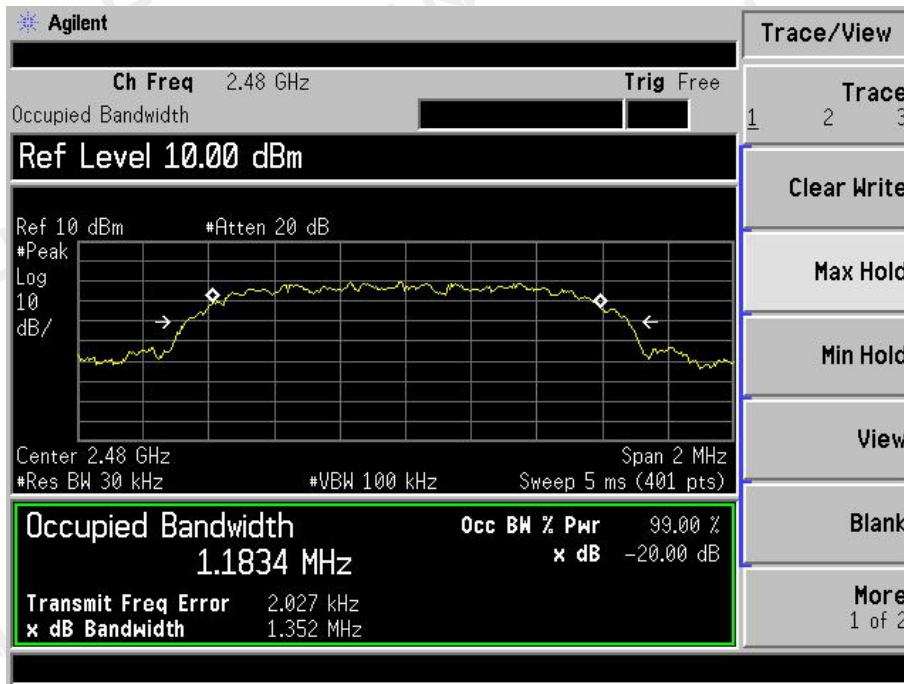 Agilent
Trace/View
Ch Freq 2.48 GHz Trig Free
Occupied Bandwidth
Ref Level 10.00 dBm
Ref 10 dBm #Atten 20 dB
#Peak
Log
10
dB/
Center 2.48 GHz Span 2 MHz
#Res BW 30 kHz #VBW 100 kHz Sweep 5 ms (401 pts)
Occupied Bandwidth
1.1834 MHz
Occ BW % Pwr 99.00 %
x dB -20.00 dB
Transmit Freq Error 2.027 kHz
x dB Bandwidth 1.352 MHz
Trace
1 2 3
Clear Write
Max Hold
Min Hold
View
Blank
More
1 of 2